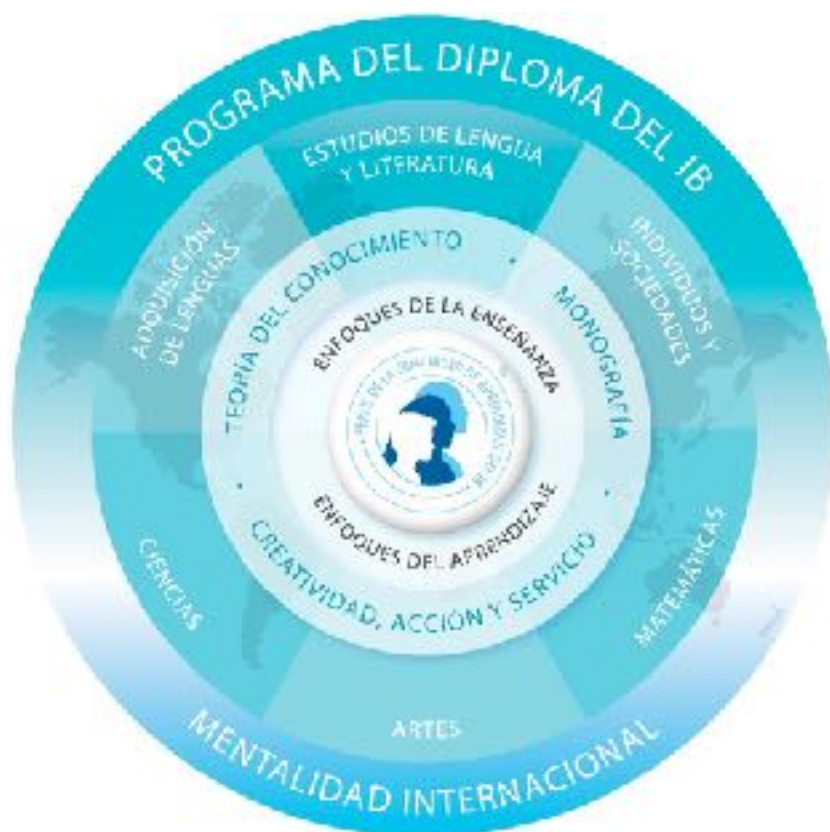 PROGRAMA DEL DIPLOMA DEL IB
ESTUDIOS DE LENGUA
Y LITERATURA
ADQUISICIÓN
DE LENGUAS
INDIVIDUOS Y
SOCIEDADES
TEORÍA DEL CONOCIMIENTO
MONOGRAFÍA
ENFOQUES DE LA ENSEÑANZA
ENFOQUES DEL APRENDIZAJE
CREATIVIDAD, ACCIÓN Y SERVICIO
CIENCIAS
MATEMÁTICAS
ARTES
MENTALIDAD INTERNACIONAL